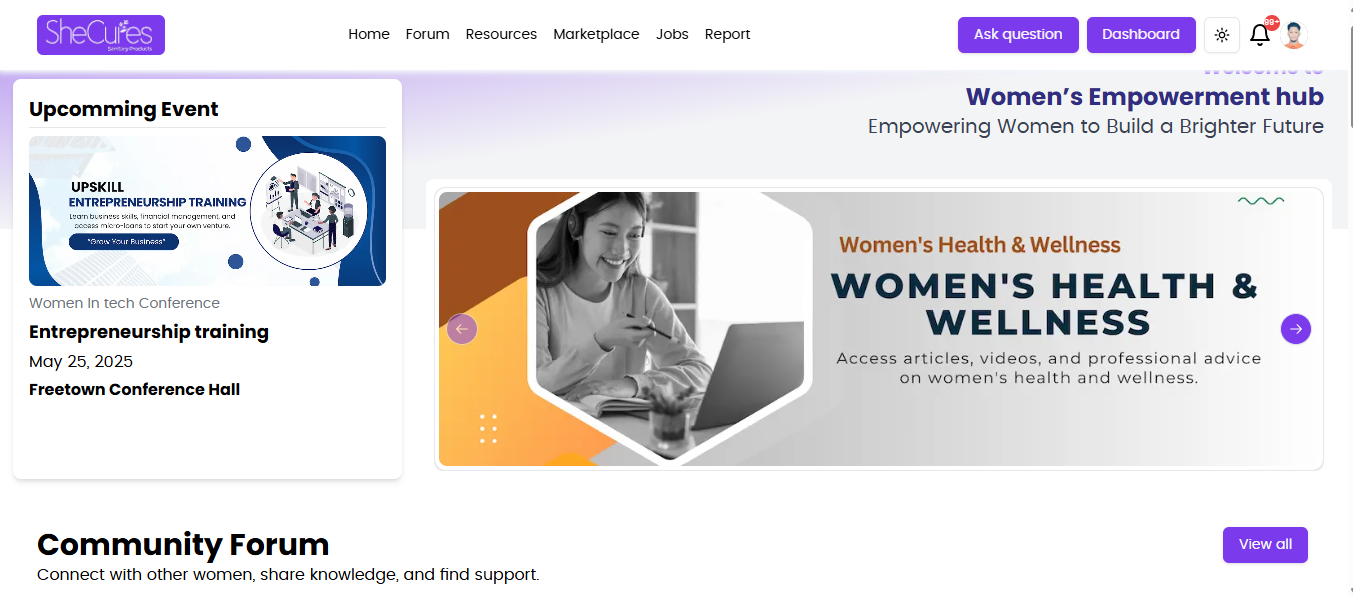 SheCures
Sanitary Products
Home Forum Resources Marketplace Jobs Report
Ask question
Dashboard
99+
Upcomming Event
UPSKILL
ENTREPRENEURSHIP TRAINING
Learn business skills, financial management, and
access micro-loans to start your own venture.
"Grow Your Business"
Women In tech Conference
Entrepreneurship training
May 25, 2025
Freetown Conference Hall
Welcome to
Women’s Empowerment hub
Empowering Women to Build a Brighter Future
Women's Health & Wellness
WOMEN'S HEALTH &
WELLNESS
Access articles, videos, and professional advice
on women's health and wellness.
Community Forum
View all
Connect with other women, share knowledge, and find support.